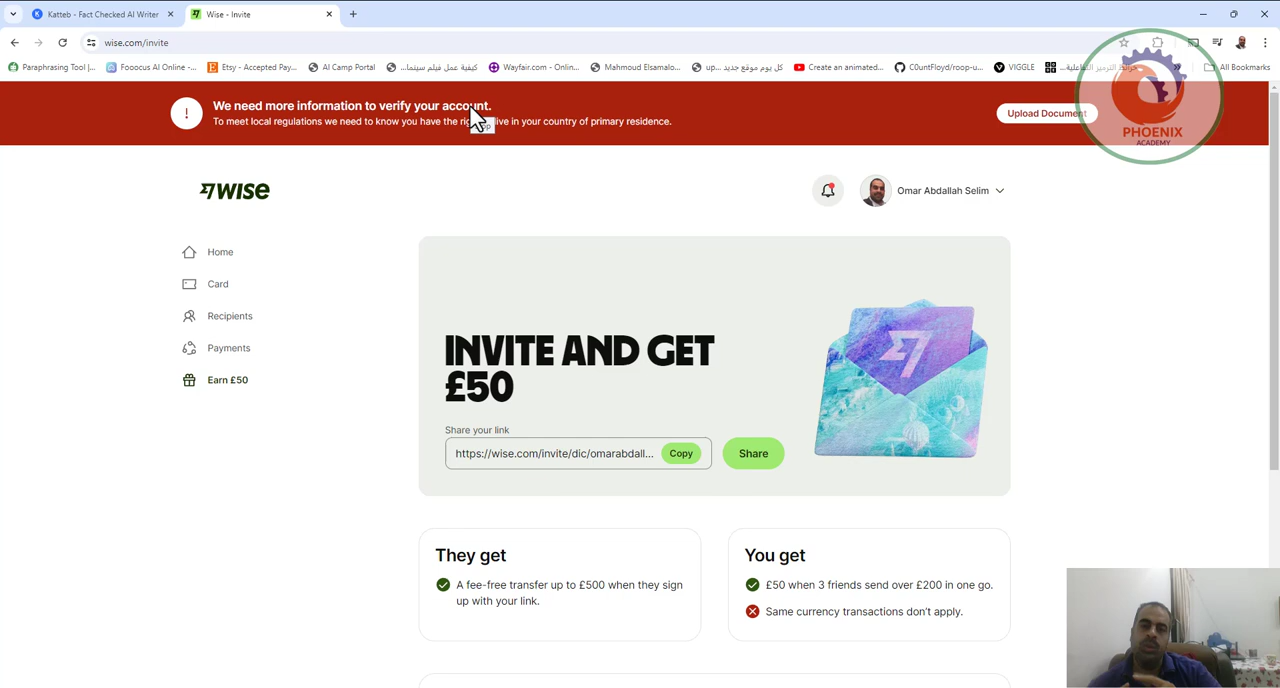 Katteb - Fact Checked AI Writer
Wise - Invite
wise.com/invite
Paraphrasing Tool |...
Fooocus AI Online -...
Etsy - Accepted Pay...
AI Camp Portal
كيفية عمل فيلم سينما...
Wayfair.com - Onlin...
Mahmoud Elsamalo...
كل يوم موقع جديد ...up
Create an animated...
C0untFloyd/roop-u...
VIGGLE
All Bookmarks
We need more information to verify your account.
To meet local regulations we need to know you have the live in your country of primary residence.
Upload Document
PHOENIX
ACADEMY
WISE
Omar Abdallah Selim
Home
Card
Recipients
Payments
Earn £50
INVITE AND GET
£50
Share your link
https://wise.com/invite/dic/omarabdall...
Copy
Share
They get
A fee-free transfer up to £500 when they sign
up with your link.
You get
£50 when 3 friends send over £200 in one go.
Same currency transactions don't apply.